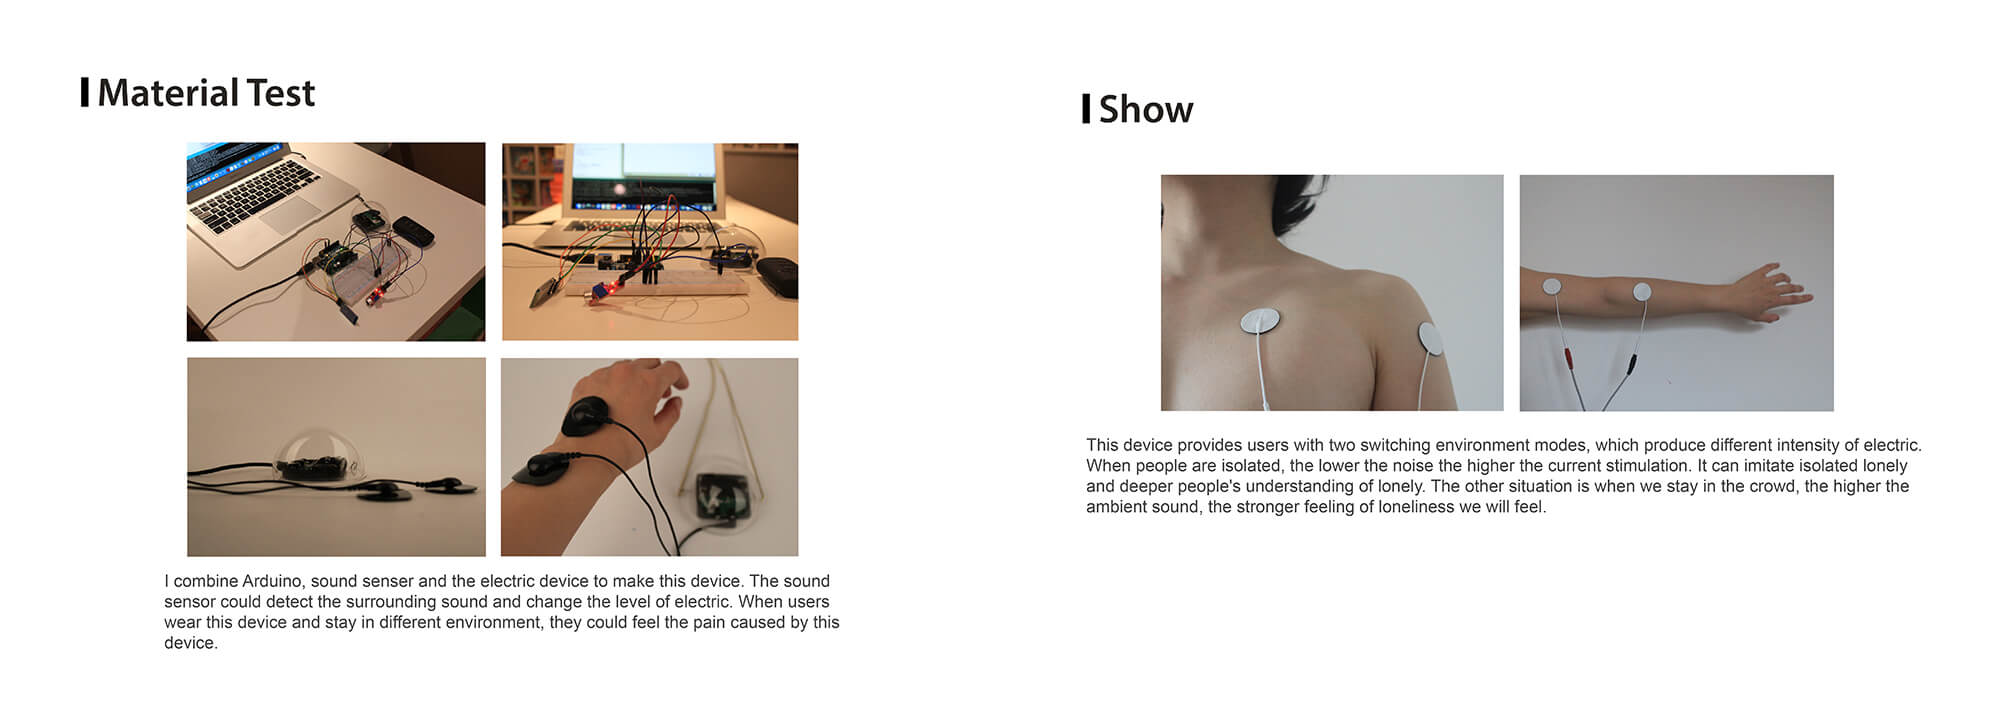 Material Test
I combine Arduino, sound senser and the electric device to make this device. The sound
sensor could detect the surrounding sound and change the level of electric. When users
wear this device and stay in different environment, they could feel the pain caused by this
device.
Show
This device provides users with two switching environment modes, which produce different intensity of electric.
When people are isolated, the lower the noise the higher the current stimulation. It can imitate isolated lonely
and deeper people's understanding of lonely. The other situation is when we stay in the crowd, the higher the
ambient sound, the stronger feeling of loneliness we will feel.